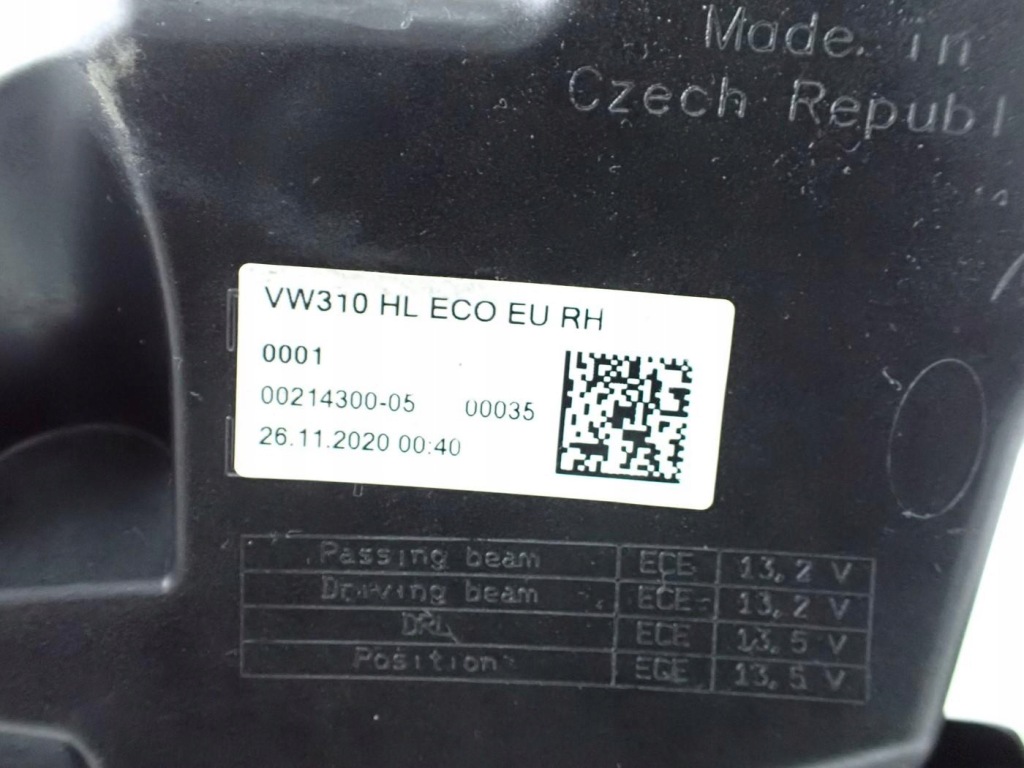 Made in
Czech Republ
VW310 HL ECO EU RH
0001
00214300-05 00035
26.11.2020 00:40
Passing beam ECE 13,2 V
Driving beam ECE 13,2 V
DRL ECE 13,5 V
Position ECE 13,5 V